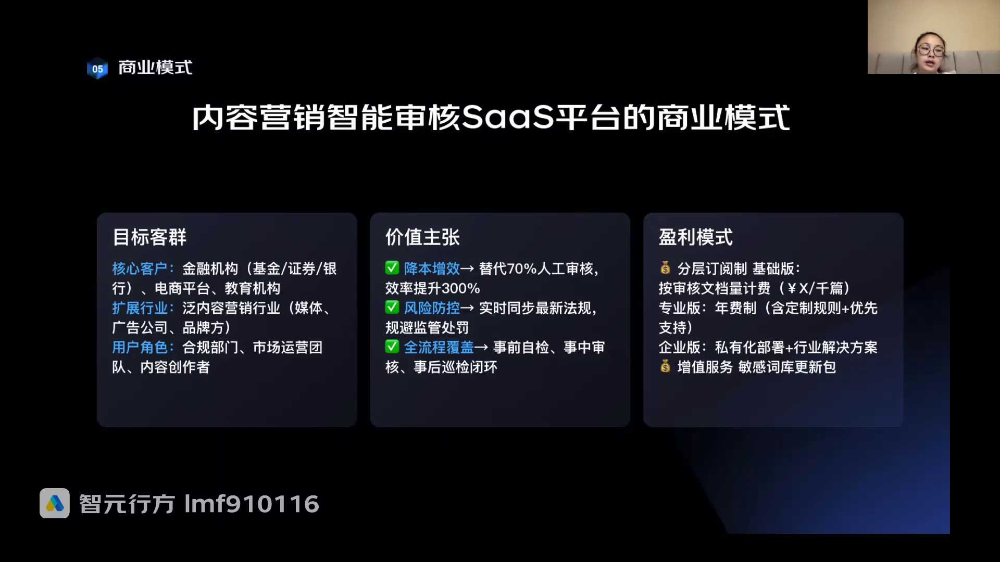 05 商业模式
内容营销智能审核SaaS平台的商业模式
目标客群
核心客户：金融机构（基金/证券/银
行）、电商平台、教育机构
扩展行业：泛内容营销行业（媒体、
广告公司、品牌方）
用户角色：合规部门、市场运营团
队、内容创作者
价值主张
✅ 降本增效→ 替代70%人工审核，
效率提升300%
✅ 风险防控→ 实时同步最新法规，
规避监管处罚
✅ 全流程覆盖→ 事前自检、事中审
核、事后巡检闭环
盈利模式
💰 分层订阅制 基础版：
按审核文档量计费（￥X/千篇）
专业版：年费制（含定制规则+优先
支持）
企业版：私有化部署+行业解决方案
💰 增值服务 敏感词库更新包
智元行方 lmf910116